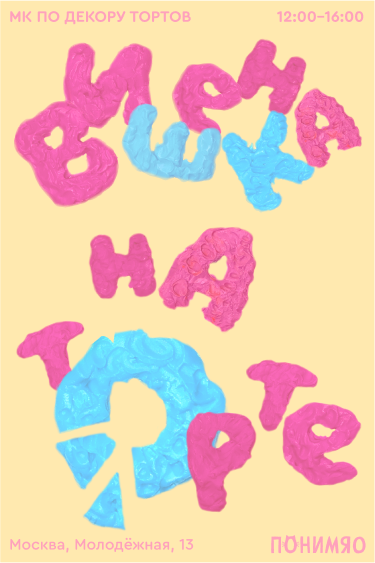 МК ПО ДЕКОРУ ТОРТОВ
12:00–16:00
ВИШеНКА
НА
ТОРТе
Москва, Молодёжная, 13
ПОНИМЯО